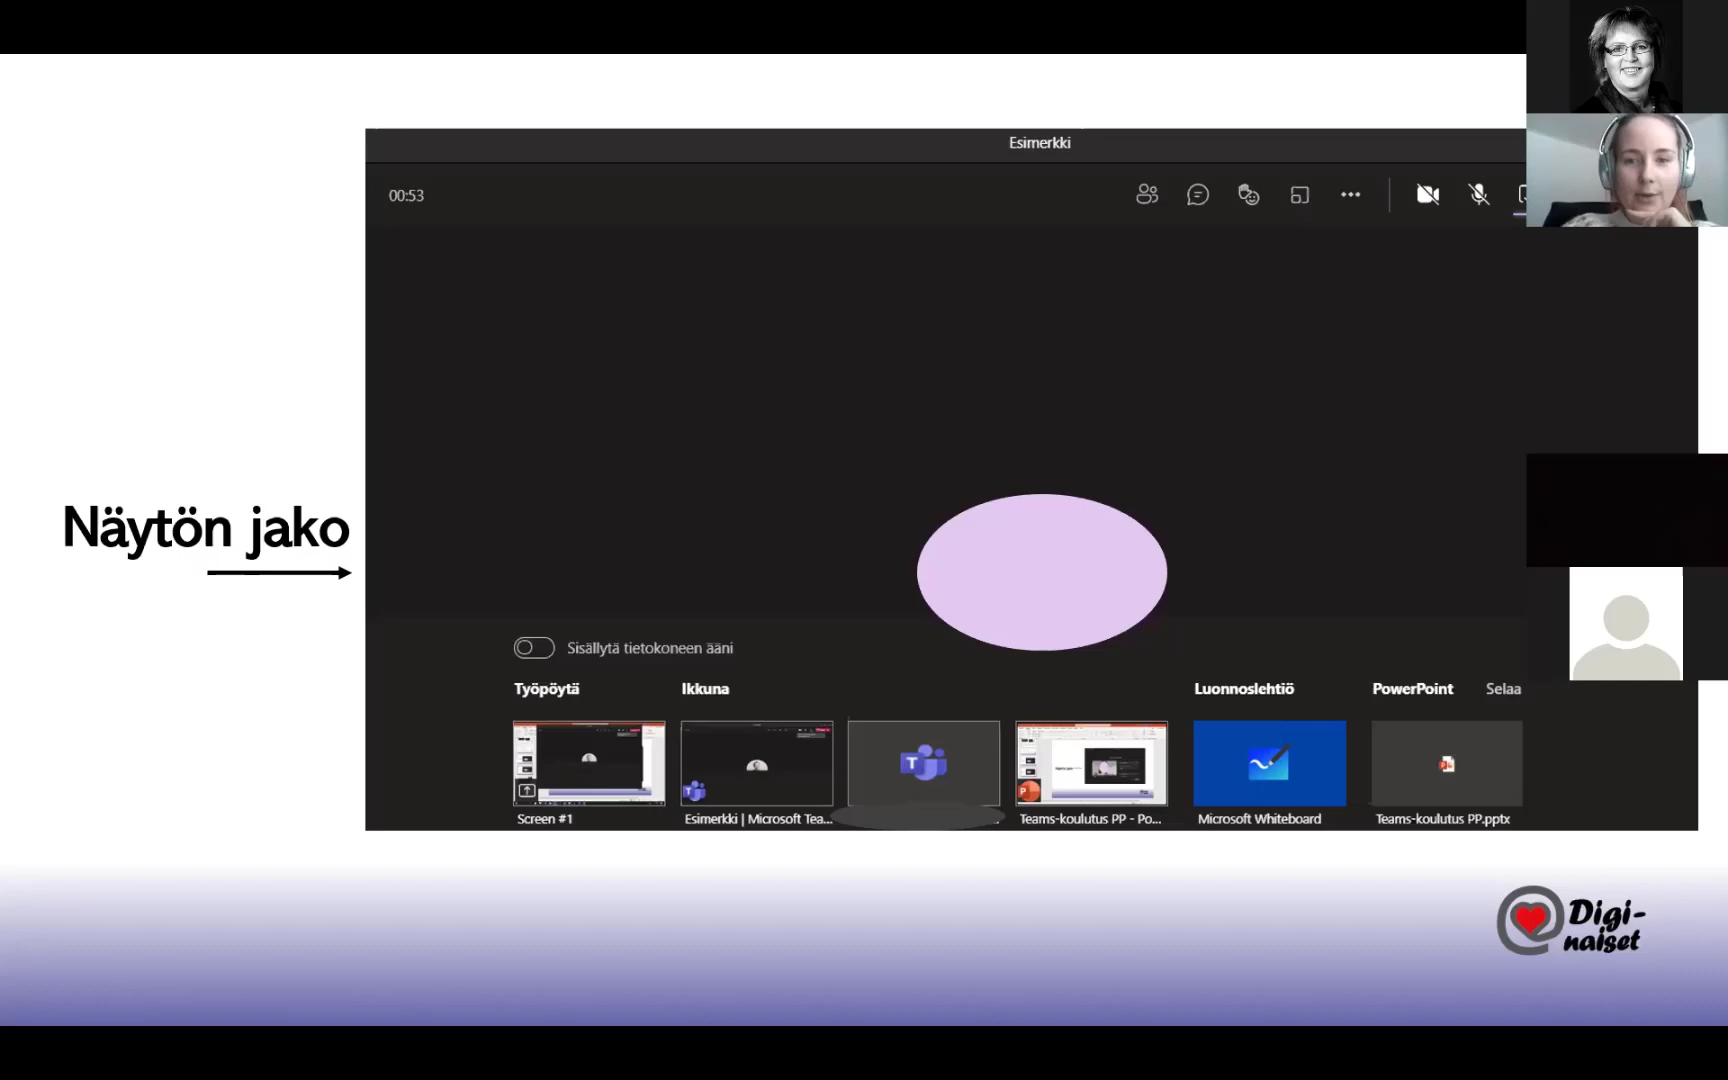 Esimerkki
00:53
Näytön jako
Sisällytä tietokoneen ääni
Työpöytä Ikkuna Luonnoslehtiö PowerPoint Selaa
Screen #1 Esimerkki | Microsoft Tea... Teams-koulutus PP - Po... Microsoft Whiteboard Teams-koulutus PP.pptx
Digi-
naiset